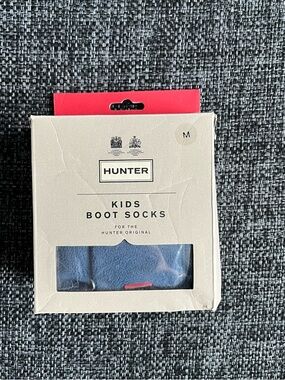 M
HUNTER
KIDS
BOOT SOCKS
FOR THE
HUNTER ORIGINAL